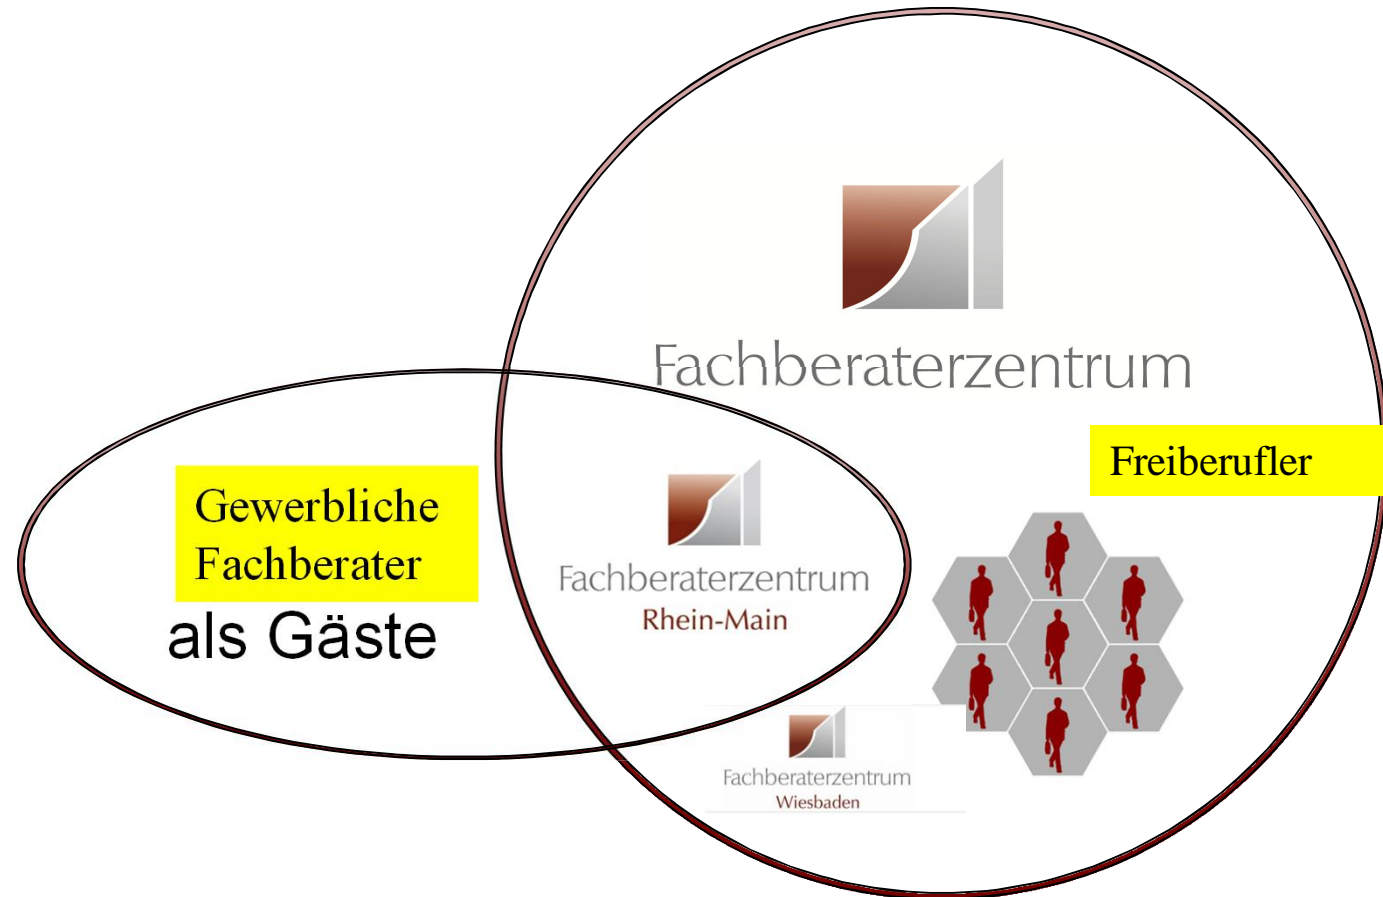 Fachberaterzentrum
Freiberufler
Gewerbliche
Fachberater
als Gäste
Fachberaterzentrum
Rhein-Main
Fachberaterzentrum
Wiesbaden